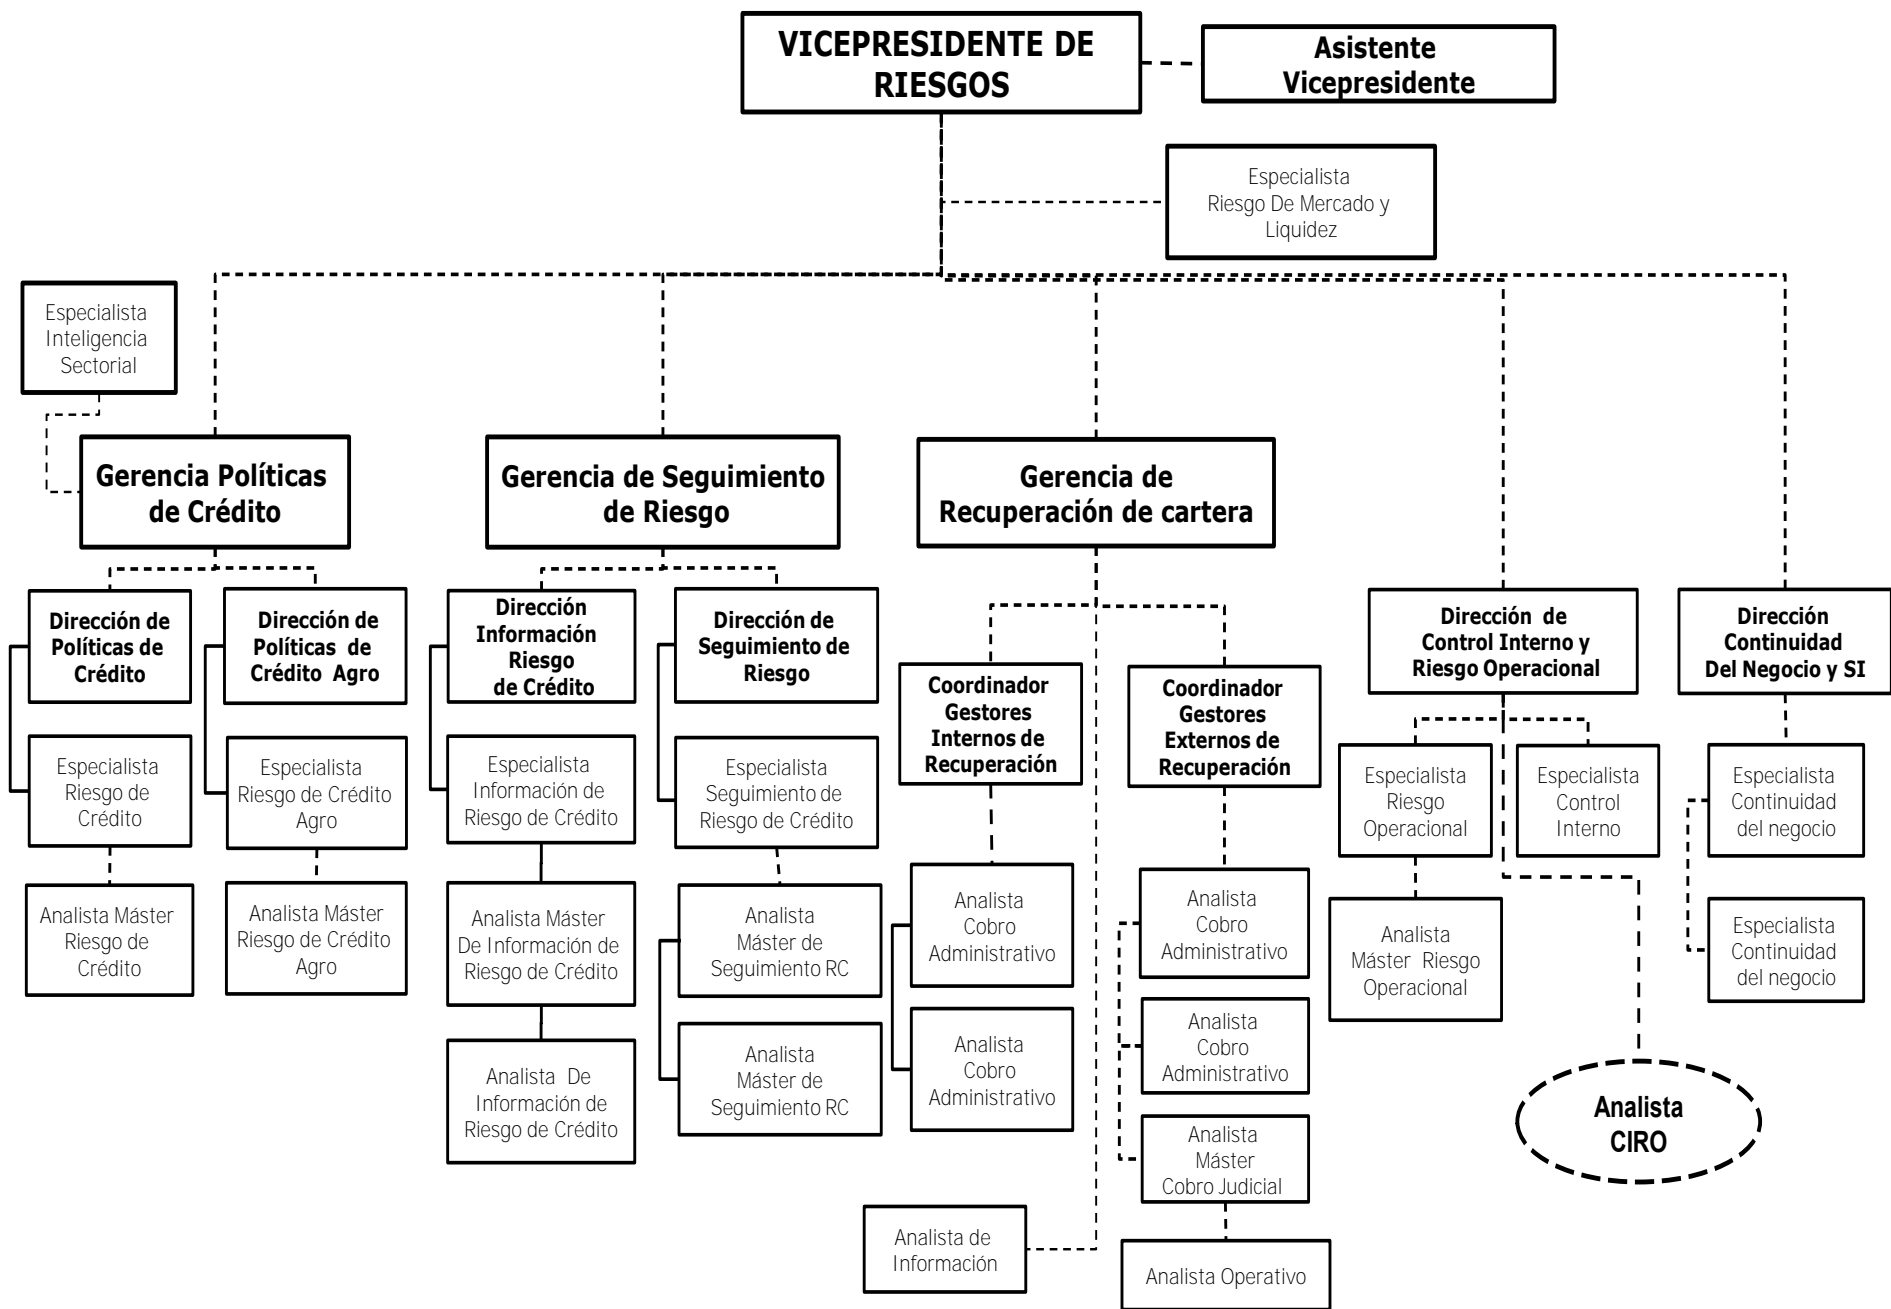 VICEPRESIDENTE DE
RIESGOS
Asistente
Vicepresidente
Especialista
Riesgo De Mercado y
Liquidez
Especialista
Inteligencia
Sectorial
Gerencia Políticas
de Crédito
Gerencia de Seguimiento
de Riesgo
Gerencia de
Recuperación de cartera
Dirección de
Políticas de
Crédito
Dirección de
Políticas de
Crédito Agro
Dirección
Información
Riesgo
de Crédito
Dirección de
Seguimiento de
Riesgo
Coordinador
Gestores
Internos de
Recuperación
Coordinador
Gestores
Externos de
Recuperación
Dirección de
Control Interno y
Riesgo Operacional
Dirección
Continuidad
Del Negocio y SI
Especialista
Riesgo de
Crédito
Especialista
Riesgo de Crédito
Agro
Especialista
Información de
Riesgo de Crédito
Especialista
Seguimiento de
Riesgo de Crédito
Especialista
Riesgo
Operacional
Especialista
Control
Interno
Especialista
Continuidad
del negocio
Analista Máster
Riesgo de
Crédito
Analista Máster
Riesgo de Crédito
Agro
Analista Máster
De Información de
Riesgo de Crédito
Analista
Máster de
Seguimiento RC
Analista
Cobro
Administrativo
Analista
Cobro
Administrativo
Analista
Máster Riesgo
Operacional
Especialista
Continuidad
del negocio
Analista De
Información de
Riesgo de Crédito
Analista
Máster de
Seguimiento RC
Analista
Cobro
Administrativo
Analista
Cobro
Administrativo
Analista
CIRO
Analista
Máster
Cobro Judicial
Analista de
Información
Analista Operativo